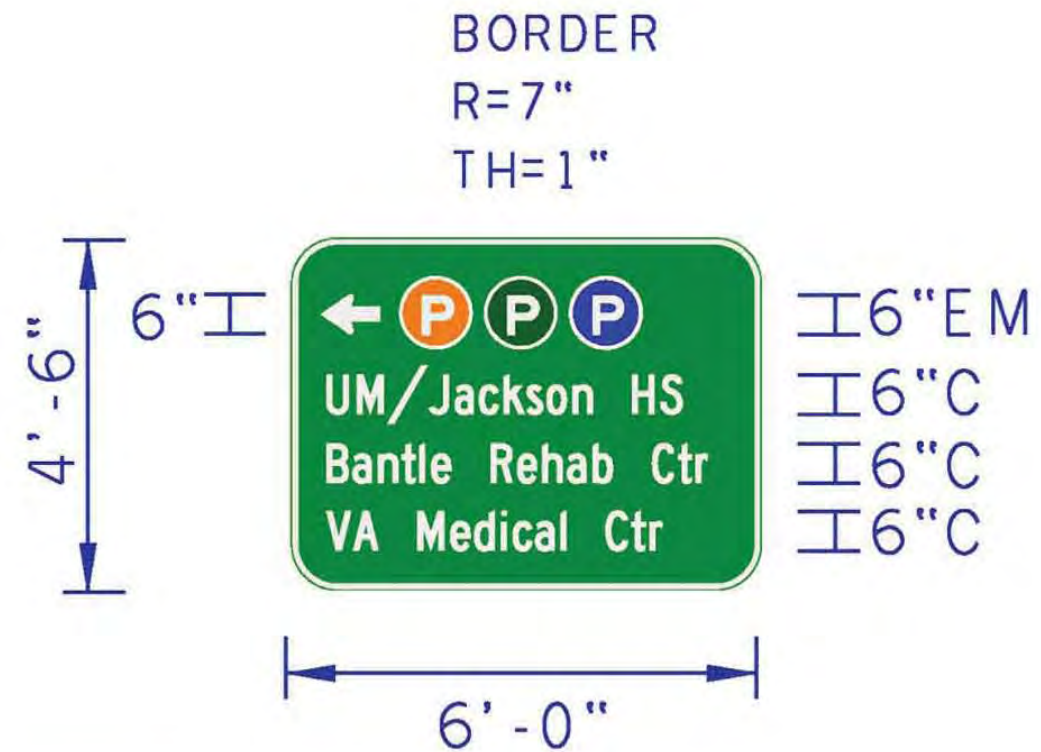 BORDER
R=7"
TH=1"
4'-6"
6"
P P P
6"EM
UM/Jackson HS
6"C
Bantle Rehab Ctr
6"C
VA Medical Ctr
6"C
6'-0"